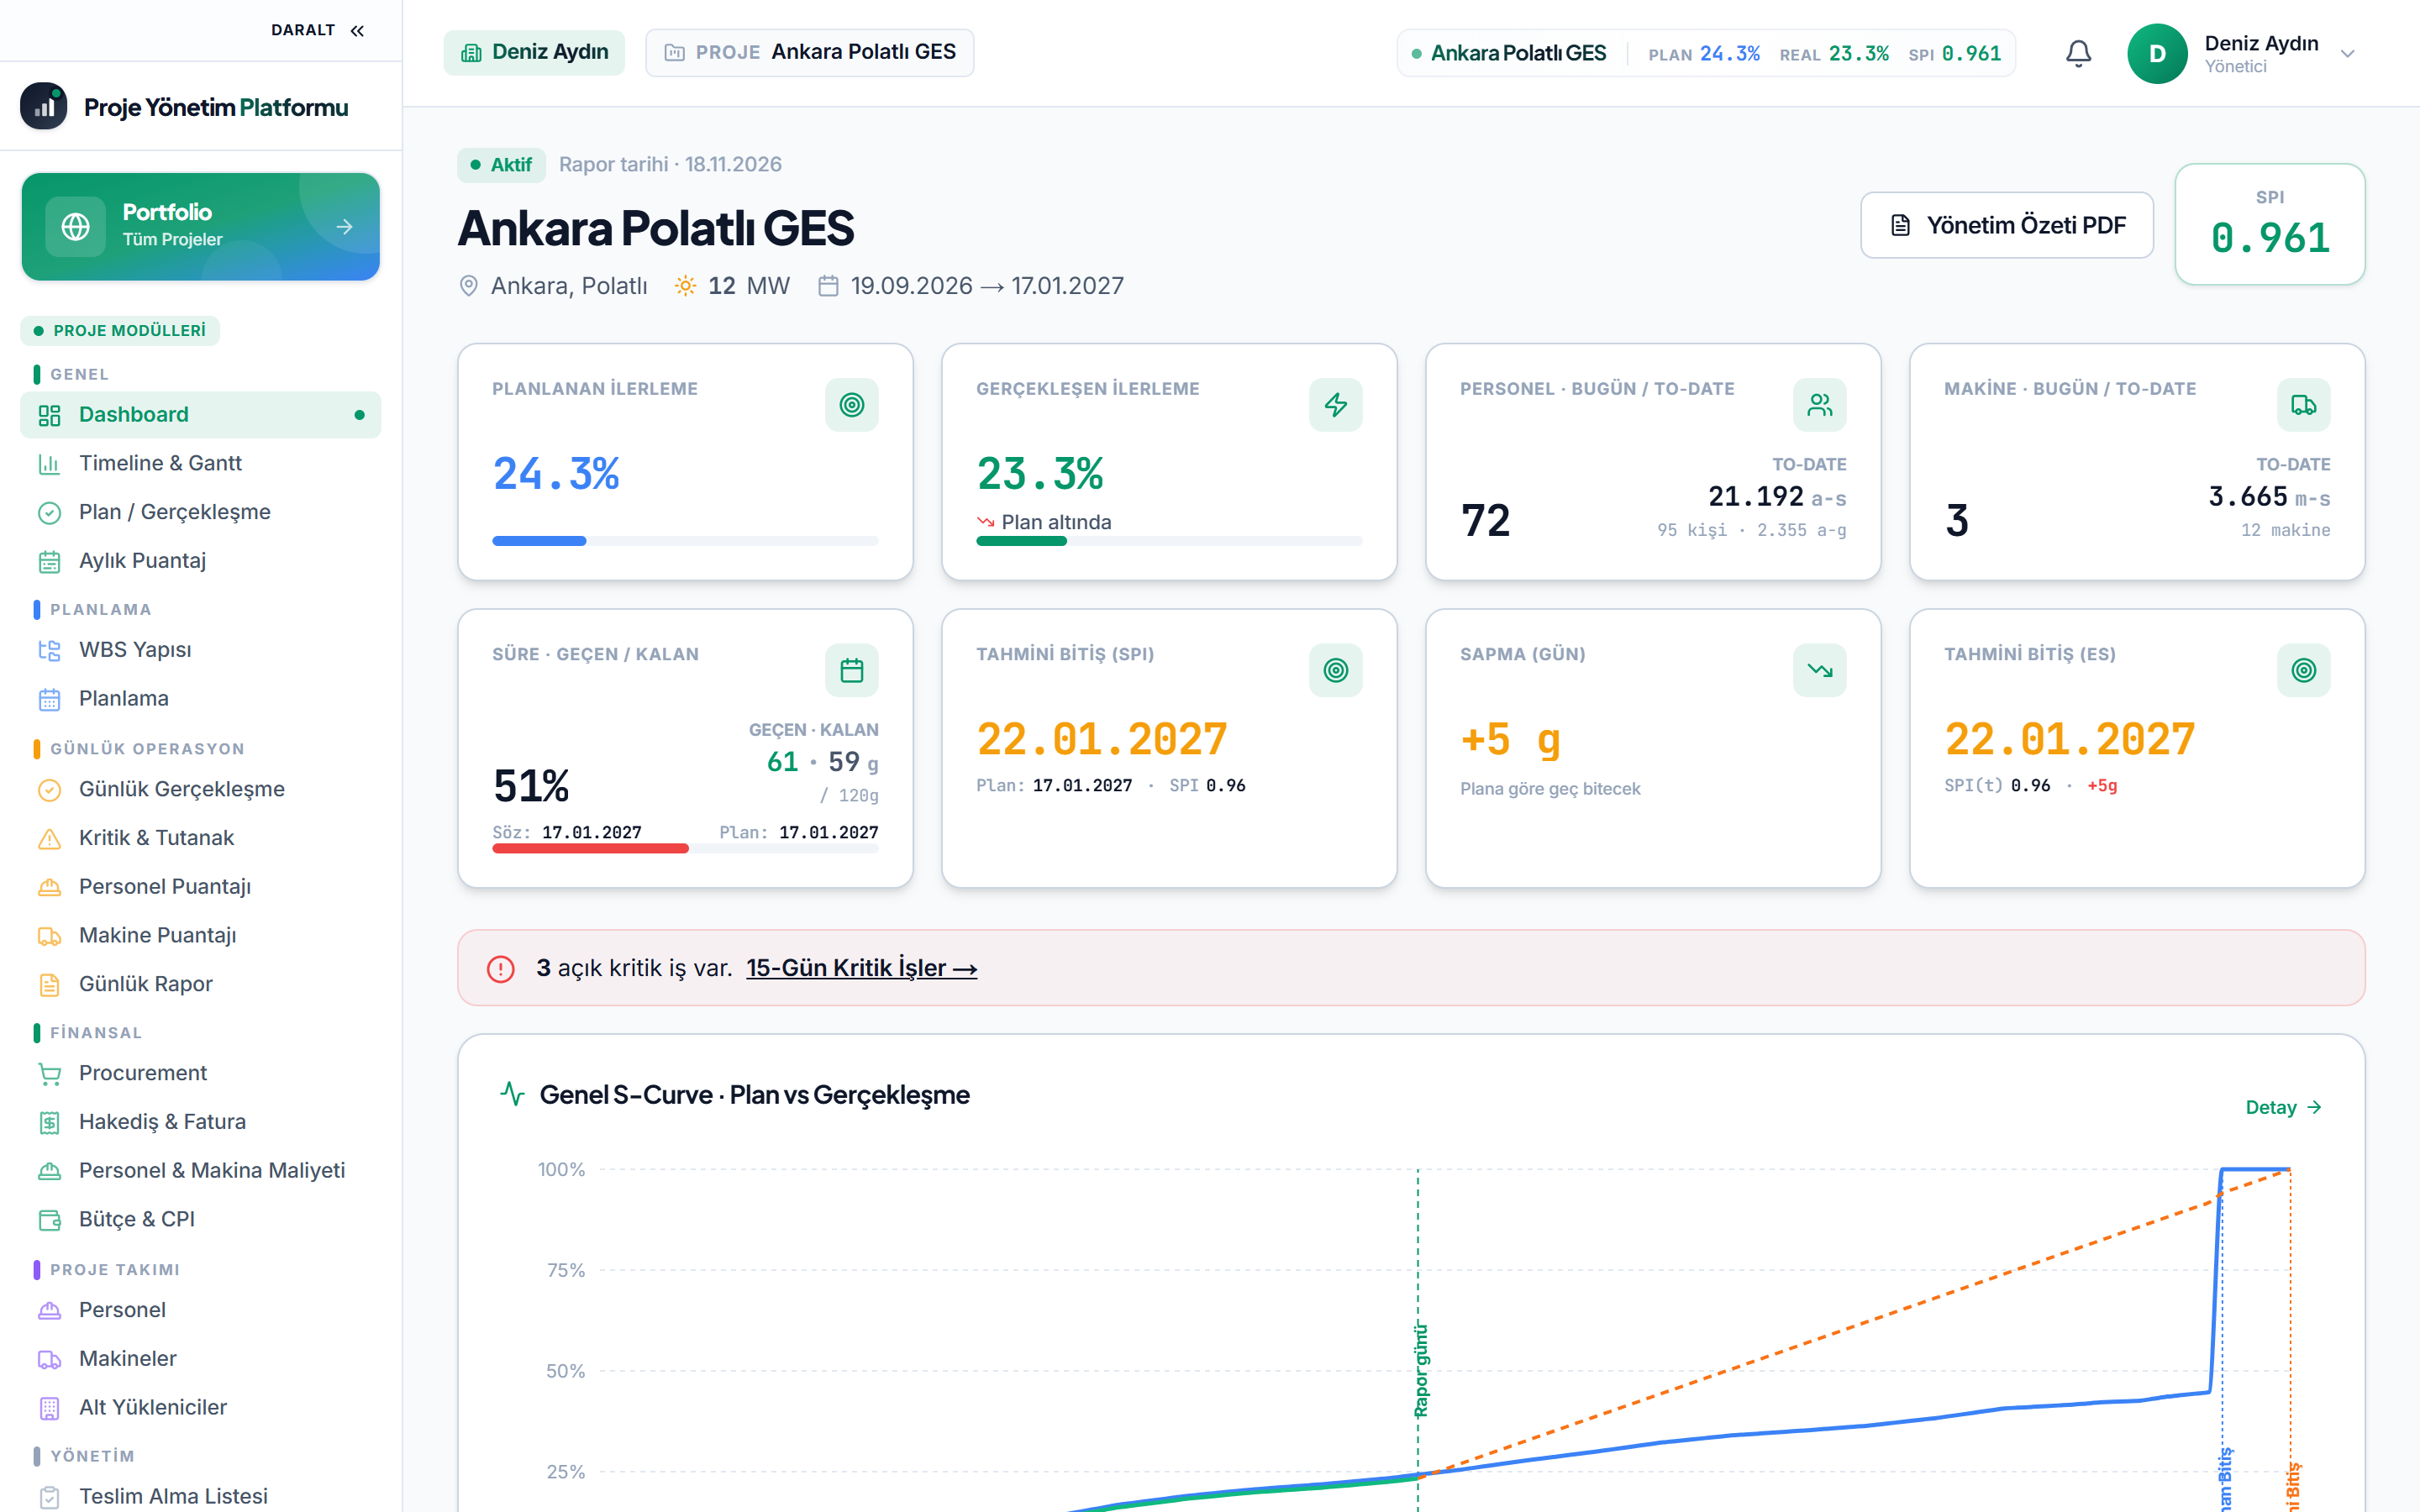 DARALT
Proje Yönetim Platformu
Portfolio
Tüm Projeler
PROJE MODÜLLERİ
GENEL
Dashboard
Timeline & Gantt
Plan / Gerçekleşme
Aylık Puantaj
PLANLAMA
WBS Yapısı
Planlama
GÜNLÜK OPERASYON
Günlük Gerçekleşme
Kritik & Tutanak
Personel Puantajı
Makine Puantajı
Günlük Rapor
FİNANSAL
Procurement
Hakediş & Fatura
Personel & Makina Maliyeti
Bütçe & CPI
PROJE TAKIMI
Personel
Makineler
Alt Yükleniciler
YÖNETİM
Teslim Alma Listesi
Deniz Aydın
PROJE Ankara Polatlı GES
Ankara Polatlı GES PLAN 24.3% REAL 23.3% SPI 0.961
D
Deniz Aydın
Yönetici
Aktif Rapor tarihi · 18.11.2026
Ankara Polatlı GES
Ankara, Polatlı 12 MW 19.09.2026 → 17.01.2027
Yönetim Özeti PDF
SPI
0.961
PLANLANAN İLERLEME
24.3%
GERÇEKLEŞEN İLERLEME
23.3%
Plan altında
PERSONEL · BUGÜN / TO-DATE
72
TO-DATE
21.192 a-s
95 kişi · 2.355 a-g
MAKİNE · BUGÜN / TO-DATE
3
TO-DATE
3.665 m-s
12 makine
SÜRE · GEÇEN / KALAN
51%
GEÇEN · KALAN
61 · 59 g
/ 120g
Söz: 17.01.2027 Plan: 17.01.2027
TAHMİNİ BİTİŞ (SPI)
22.01.2027
Plan: 17.01.2027 · SPI 0.96
SAPMA (GÜN)
+5 g
Plana göre geç bitecek
TAHMİNİ BİTİŞ (ES)
22.01.2027
SPI(t) 0.96 · +5g
3 açık kritik iş var. 15-Gün Kritik İşler →
Genel S-Curve · Plan vs Gerçekleşme
Detay →
100%
75%
50%
25%
Rapor günü
Bitiş
Bitiş